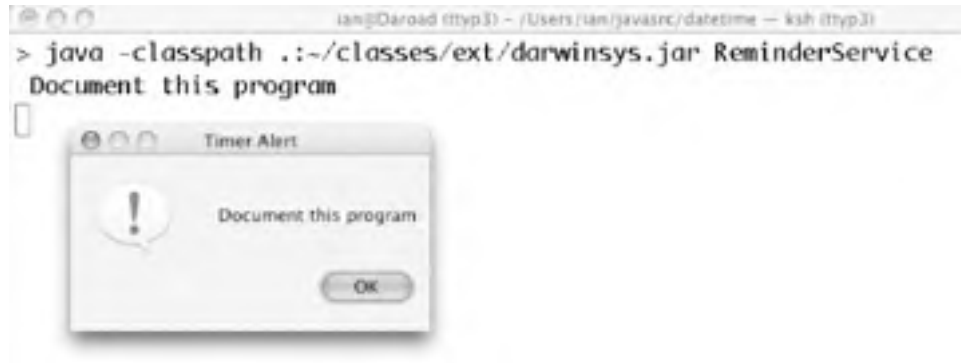 ian@Daroad (ttyp3) - /Users/ian/javasrc/datetime — ksh (ttyp3)
> java -classpath .:~/classes/ext/darwinsys.jar ReminderService
Document this program
Timer Alert
!
Document this program
OK